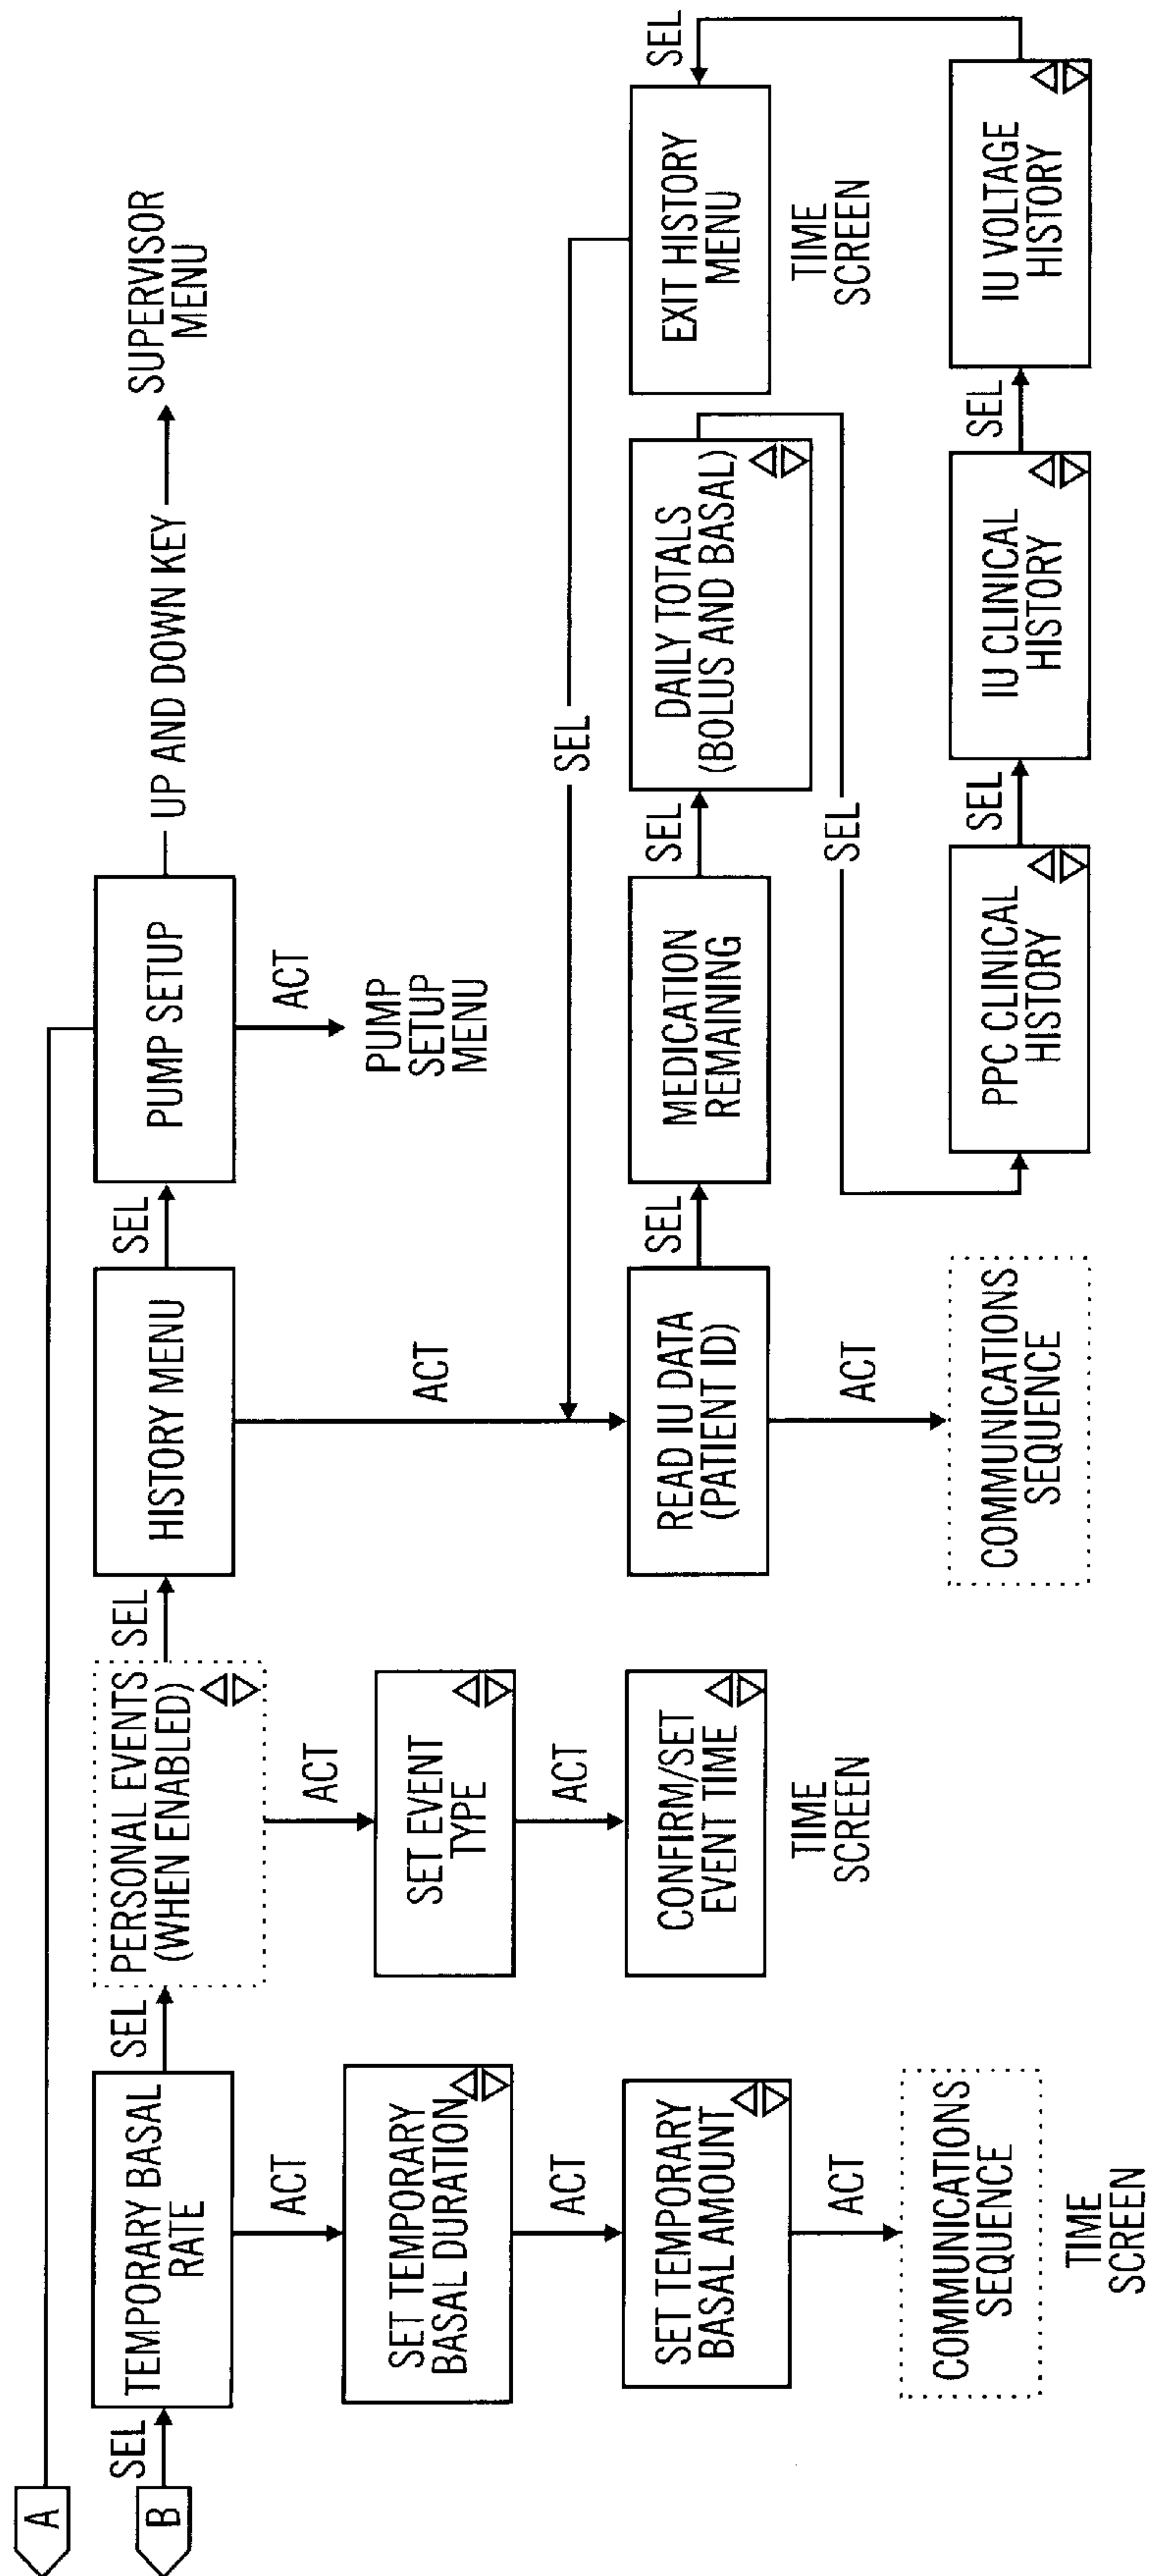 A
B
SEL
TEMPORARY BASAL
RATE
SEL
PERSONAL EVENTS
(WHEN ENABLED)
SEL
HISTORY MENU
SEL
PUMP SETUP
UP AND DOWN KEY
SUPERVISOR
MENU
ACT
SET TEMPORARY
BASAL DURATION
ACT
SET TEMPORARY
BASAL AMOUNT
ACT
COMMUNICATIONS
SEQUENCE
TIME
SCREEN
ACT
SET EVENT
TYPE
ACT
CONFIRM/SET
EVENT TIME
TIME
SCREEN
ACT
READ IU DATA
(PATIENT ID)
ACT
COMMUNICATIONS
SEQUENCE
ACT
PUMP
SETUP
MENU
SEL
SEL
MEDICATION
REMAINING
SEL
DAILY TOTALS
(BOLUS AND BASAL)
SEL
PPC CLINICAL
HISTORY
SEL
IU CLINICAL
HISTORY
SEL
IU VOLTAGE
HISTORY
SEL
EXIT HISTORY
MENU
TIME
SCREEN